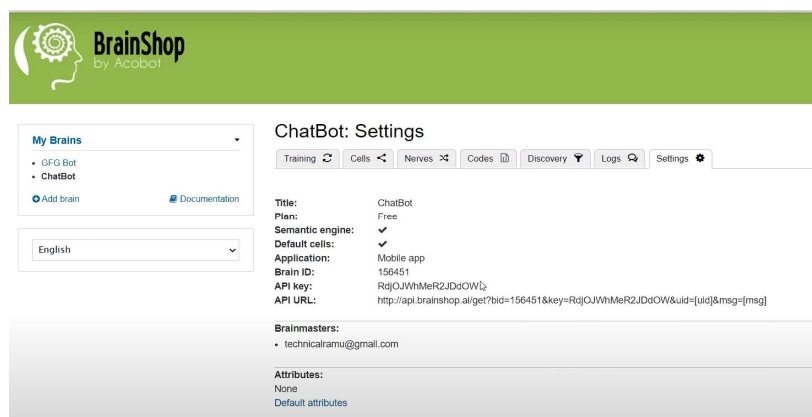 BrainShop
by Acobot
My Brains
GFG Bot
ChatBot
Add brain
Documentation
English
ChatBot: Settings
Training Cells Nerves Codes Discovery Logs Settings
Title: ChatBot
Plan: Free
Semantic engine:
Default cells:
Application: Mobile app
Brain ID: 156451
API key: RdjOJWhMeR2JDdOW
API URL: http://api.brainshop.ai/get?bid=156451&key=RdjOJWhMeR2JDdOW&uid=[uid]&msg=[msg]
Brainmasters:
technicalramu@gmail.com
Attributes:
None
Default attributes